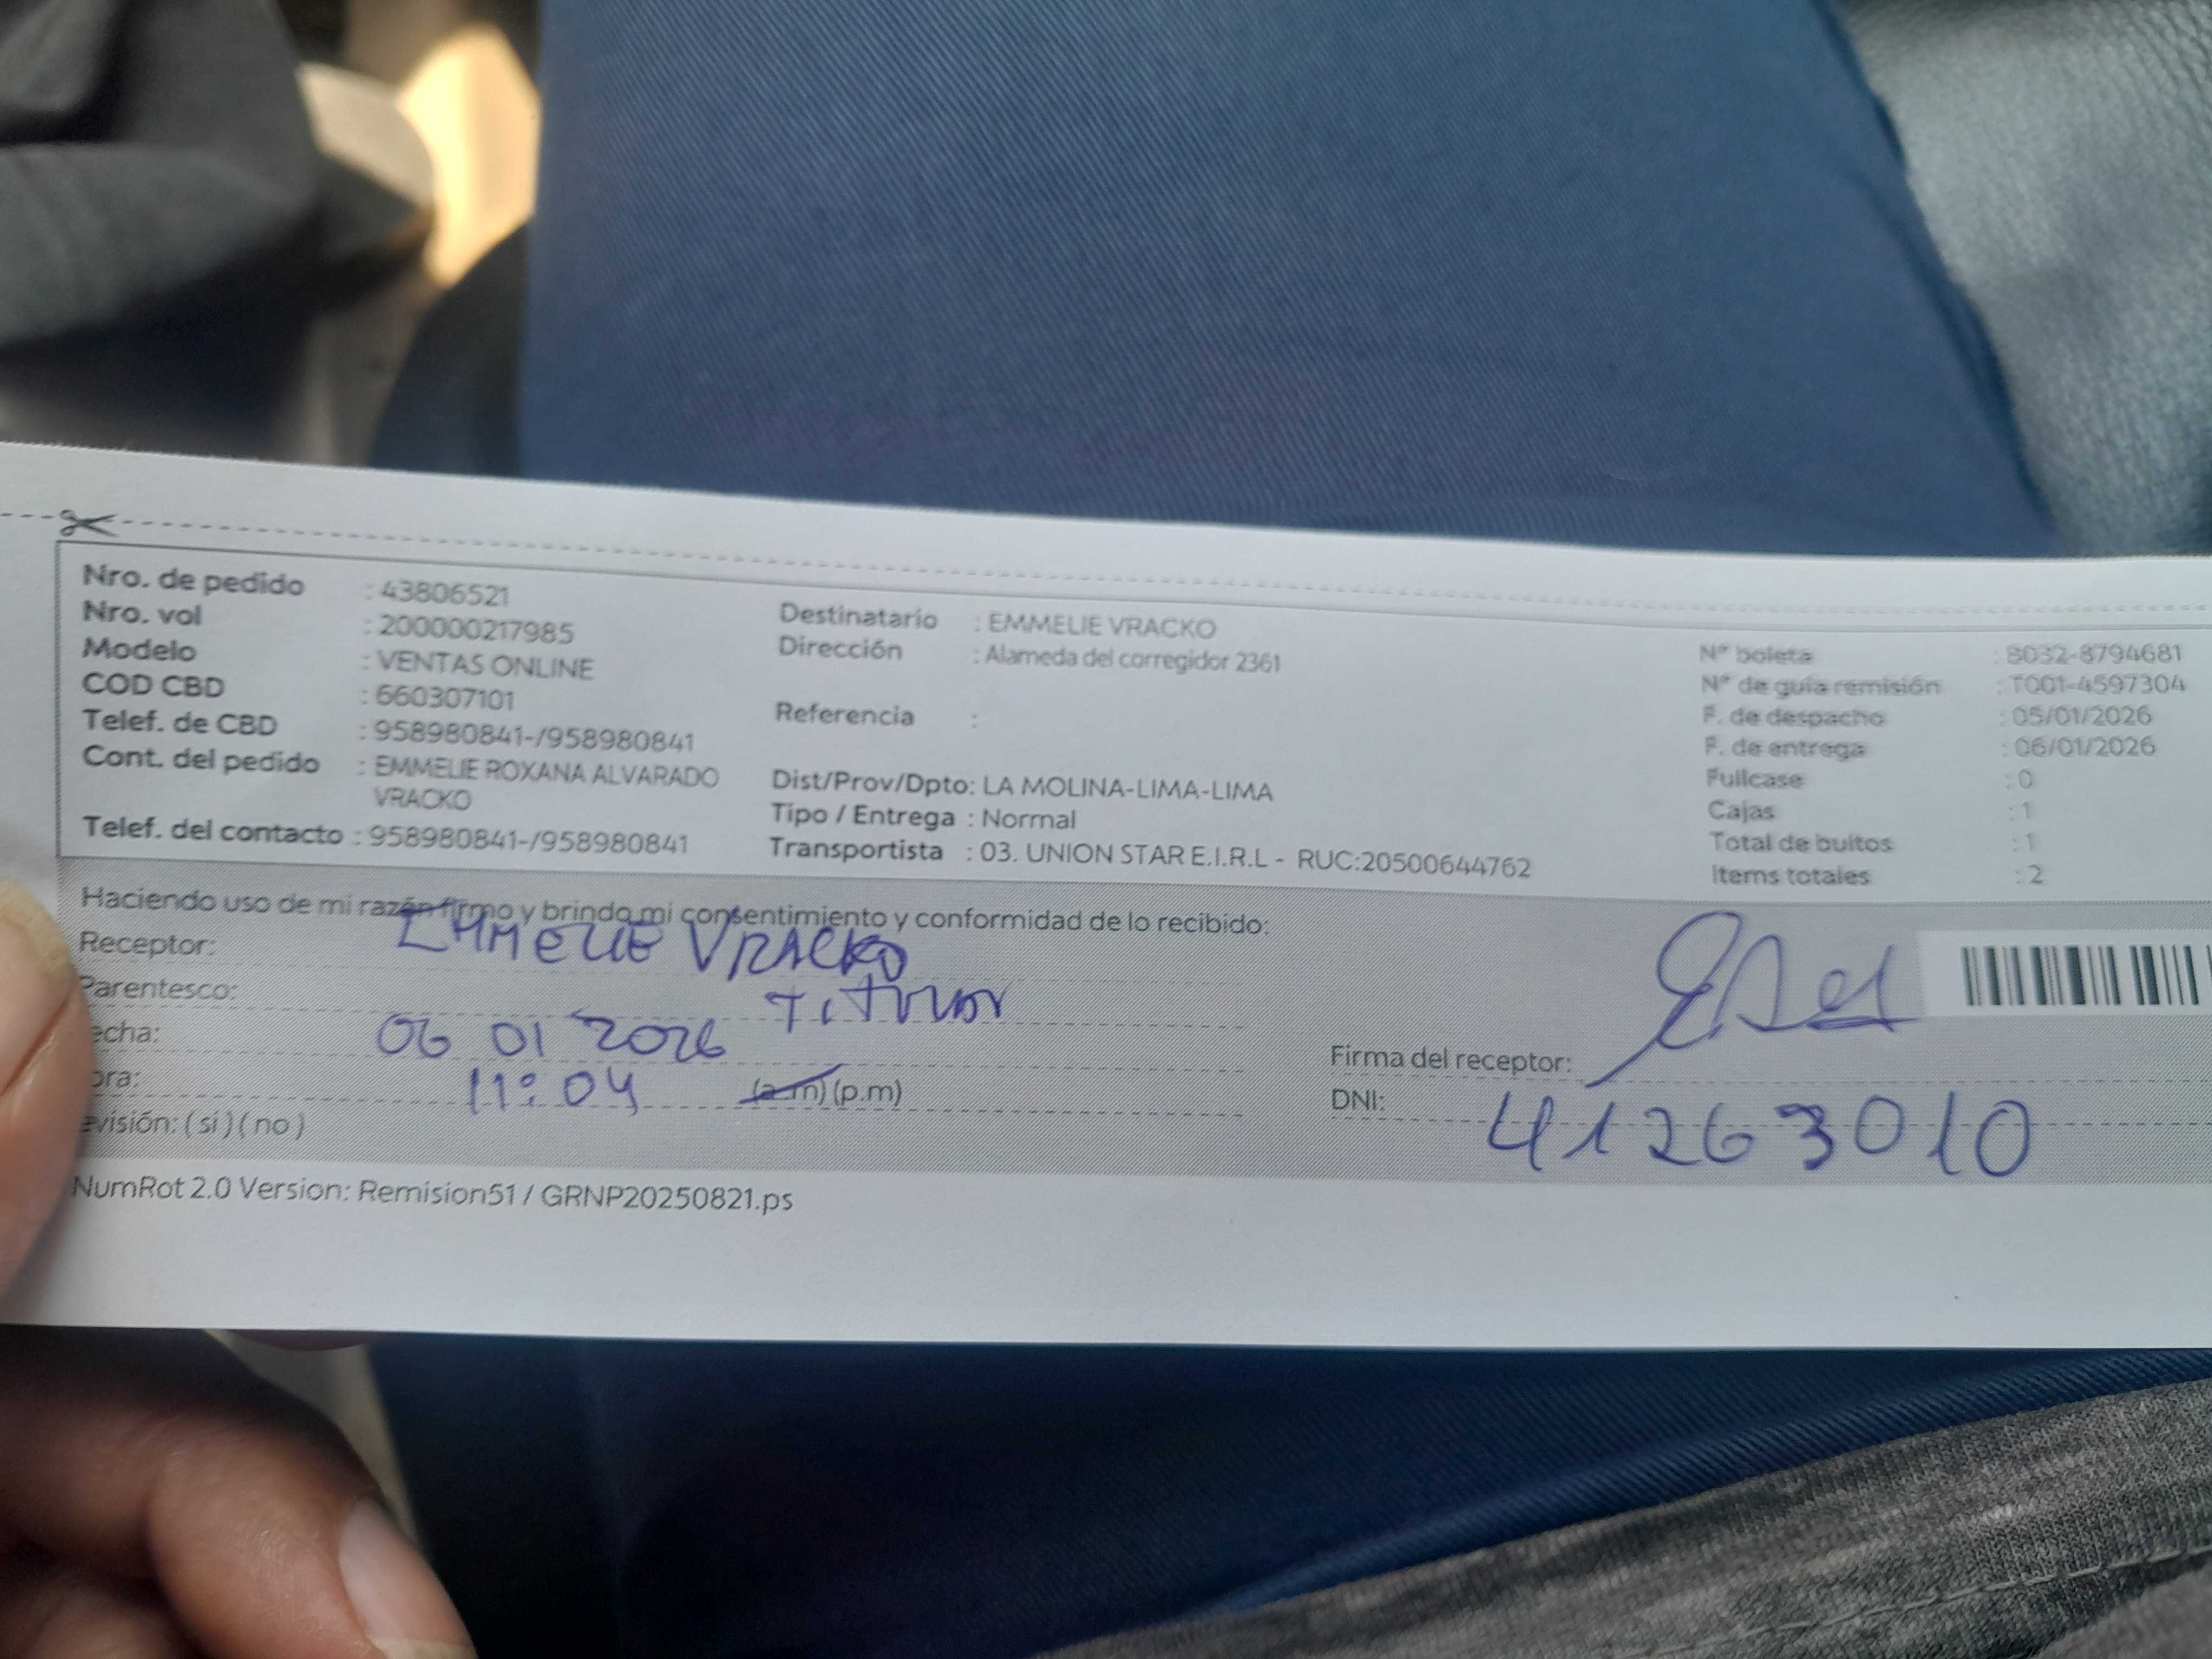 Nro. de pedido : 43806521
Nro. vol : 200000217985
Modelo : VENTAS ONLINE
COD CBD : 660307101
Telef. de CBD : 958980841-/958980841
Cont. del pedido : EMMELIE ROXANA ALVARADO
VRACKO
Telef. del contacto : 958980841-/958980841
Destinatario : EMMELIE VRACKO
Dirección : Alameda del corregidor 2361
Referencia :
Dist/Prov/Dpto: LA MOLINA-LIMA-LIMA
Tipo / Entrega : Normal
Transportista : 03. UNION STAR E.I.R.L - RUC:20500644762
N° boleta : B032-8794681
N° de guía remisión : T001-4597304
F. de despacho : 05/01/2026
F. de entrega : 06/01/2026
Fullcase : 0
Cajas : 1
Total de bultos : 1
Items totales : 2
Haciendo uso de mi razón firmo y brindo mi consentimiento y conformidad de lo recibido:
Receptor: EMMELIE VRACKO
Parentesco: TITULAR
echa: 06 01 2026
ora: 11:04 (a.m) (p.m)
evisión: ( si ) ( no )
Firma del receptor:
DNI: 41263010
NumRot 2.0 Version: Remision51 / GRNP20250821.ps